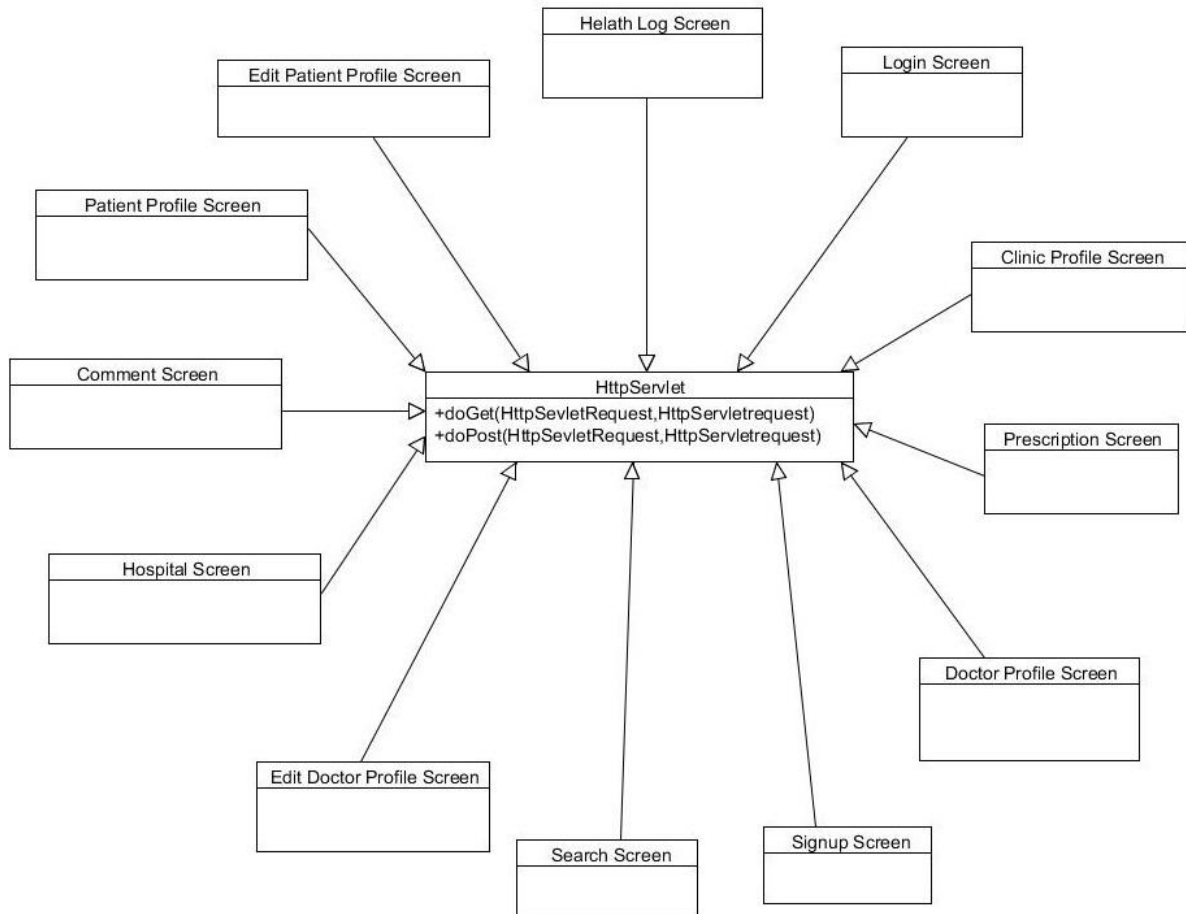 Helath Log Screen
Login Screen
Edit Patient Profile Screen
Patient Profile Screen
Clinic Profile Screen
Comment Screen
HttpServlet
+doGet(HttpSevletRequest,HttpServletrequest)
+doPost(HttpSevletRequest,HttpServletrequest)
Prescription Screen
Hospital Screen
Doctor Profile Screen
Edit Doctor Profile Screen
Search Screen
Signup Screen